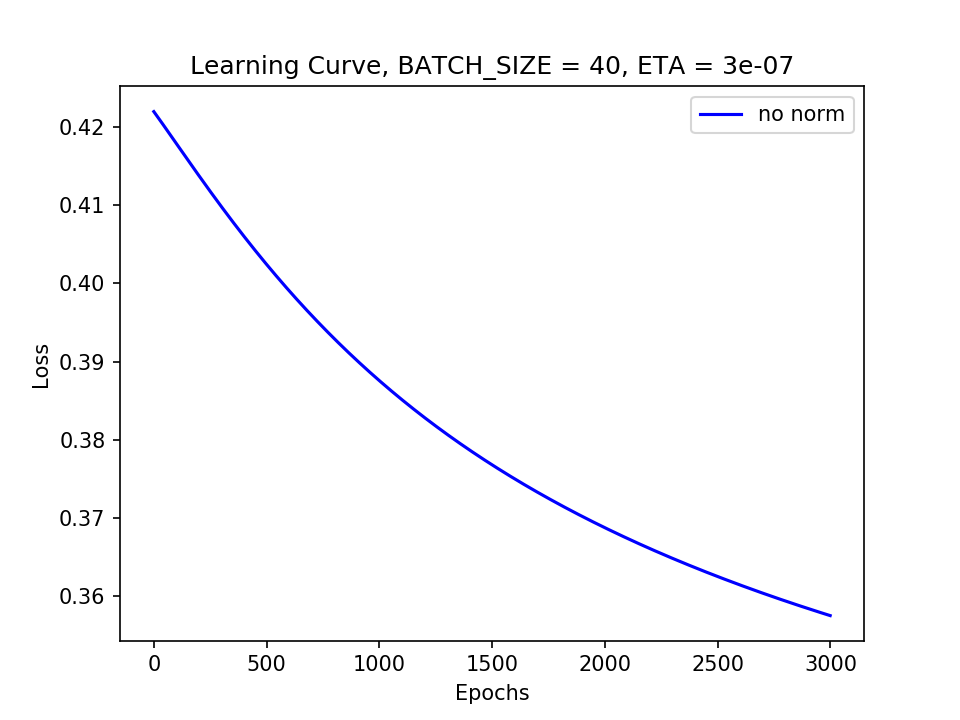 Learning Curve, BATCH_SIZE = 40, ETA = 3e-07
no norm
0.42
0.41
0.40
0.39
0.38
0.37
0.36
Loss
0 500 1000 1500 2000 2500 3000
Epochs